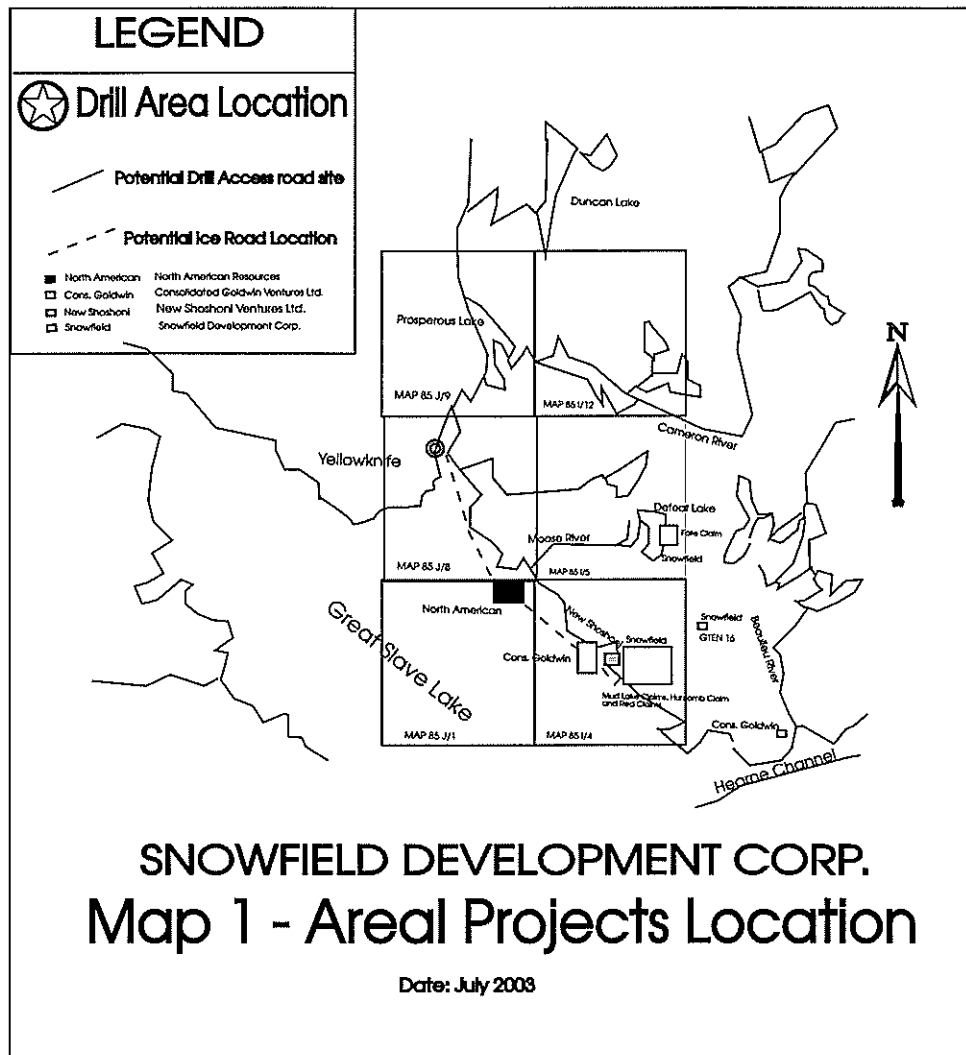 LEGEND
Drill Area Location
Potential Drill Access road site
Potential Ice Road Location
North American North American Resources
Cons. Goldwin Consolidated Goldwin Ventures Ltd.
New Shoshoni New Shoshoni Ventures Ltd.
Snowfield Snowfield Development Corp.
Duncan Lake
Prosperous Lake
MAP 85 J/9
MAP 85 I/12
N
Cameron River
Yellowknife
Defeat Lake
Moose River
Snowfield
MAP 85 J/8
MAP 85 I/5
North American
Great Slave Lake
New Shoshoni
Snowfield
Cons. Goldwin
Mud Lake Claims, Hurcomb Claim
and Red Claims
Snowfield
GTEN 16
Beaulieu River
Cons. Goldwin
MAP 85 J/1
MAP 85 I/4
Hearne Channel
SNOWFIELD DEVELOPMENT CORP.
Map 1 - Areal Projects Location
Date: July 2003